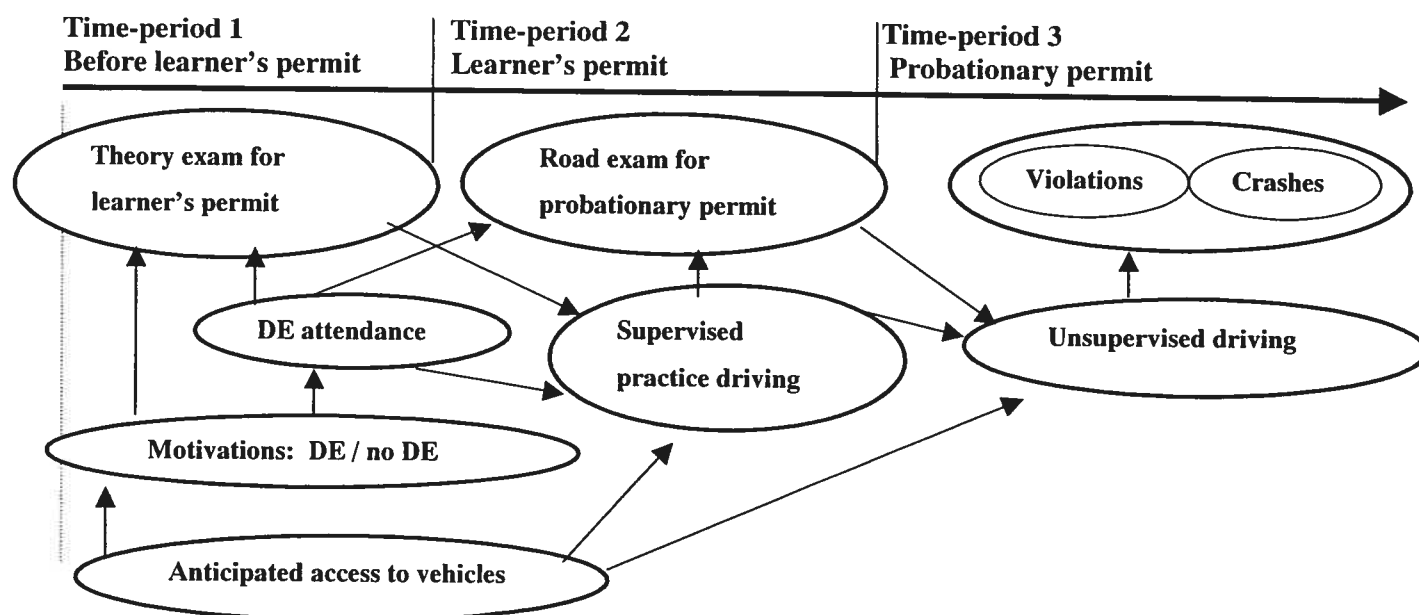 Time-period 1
Before learner's permit
Time-period 2
Learner's permit
Time-period 3
Probationary permit
Theory exam for
learner's permit
Road exam for
probationary permit
Violations
Crashes
DE attendance
Supervised
practice driving
Unsupervised driving
Motivations: DE / no DE
Anticipated access to vehicles